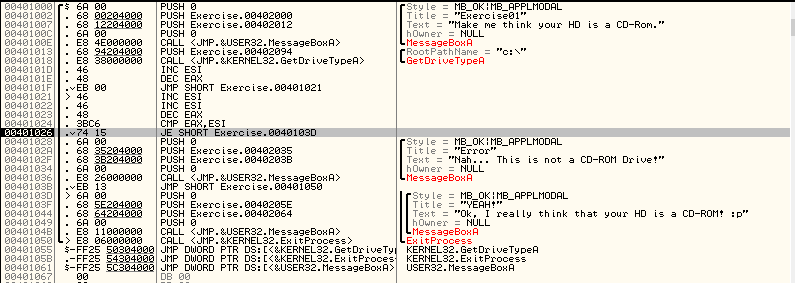 00401000 $ 6A 00 PUSH 0 Style = MB_OK|MB_APPLMODAL
00401002 . 68 00204000 PUSH Exercise.00402000 Title = "Exercise01"
00401007 . 68 12204000 PUSH Exercise.00402012 Text = "Make me think your HD is a CD-Rom."
0040100C . 6A 00 PUSH 0 hOwner = NULL
0040100E . E8 4E000000 CALL <JMP.&USER32.MessageBoxA> MessageBoxA
00401013 . 68 94204000 PUSH Exercise.00402094 RootPathName = "c:\"
00401018 . E8 38000000 CALL <JMP.&KERNEL32.GetDriveTypeA> GetDriveTypeA
0040101D . 46 INC ESI
0040101E . 48 DEC EAX
0040101F . EB 00 JMP SHORT Exercise.00401021
00401021 > 46 INC ESI
00401022 . 46 INC ESI
00401023 . 48 DEC EAX
00401024 . 3BC6 CMP EAX,ESI
00401026 . 74 15 JE SHORT Exercise.0040103D
00401028 . 6A 00 PUSH 0 Style = MB_OK|MB_APPLMODAL
0040102A . 68 35204000 PUSH Exercise.00402035 Title = "Error"
0040102F . 68 3B204000 PUSH Exercise.0040203B Text = "Nah... This is not a CD-ROM Drive!"
00401034 . 6A 00 PUSH 0 hOwner = NULL
00401036 . E8 26000000 CALL <JMP.&USER32.MessageBoxA> MessageBoxA
0040103B . EB 13 JMP SHORT Exercise.00401050
0040103D > 6A 00 PUSH 0 Style = MB_OK|MB_APPLMODAL
0040103F . 68 5E204000 PUSH Exercise.0040205E Title = "YEAH!"
00401044 . 68 64204000 PUSH Exercise.00402064 Text = "Ok, I really think that your HD is a CD-ROM! :p"
00401049 . 6A 00 PUSH 0 hOwner = NULL
0040104B . E8 11000000 CALL <JMP.&USER32.MessageBoxA> MessageBoxA
00401050 > E8 06000000 CALL <JMP.&KERNEL32.ExitProcess> ExitProcess
00401055 $-FF25 50304000 JMP DWORD PTR DS:[<&KERNEL32.GetDriveTy KERNEL32.GetDriveTypeA
0040105B .-FF25 54304000 JMP DWORD PTR DS:[<&KERNEL32.ExitProces KERNEL32.ExitProcess
00401061 $-FF25 5C304000 JMP DWORD PTR DS:[<&USER32.MessageBoxA> USER32.MessageBoxA
00401067 00 DB 00
00401068 00 DB 00